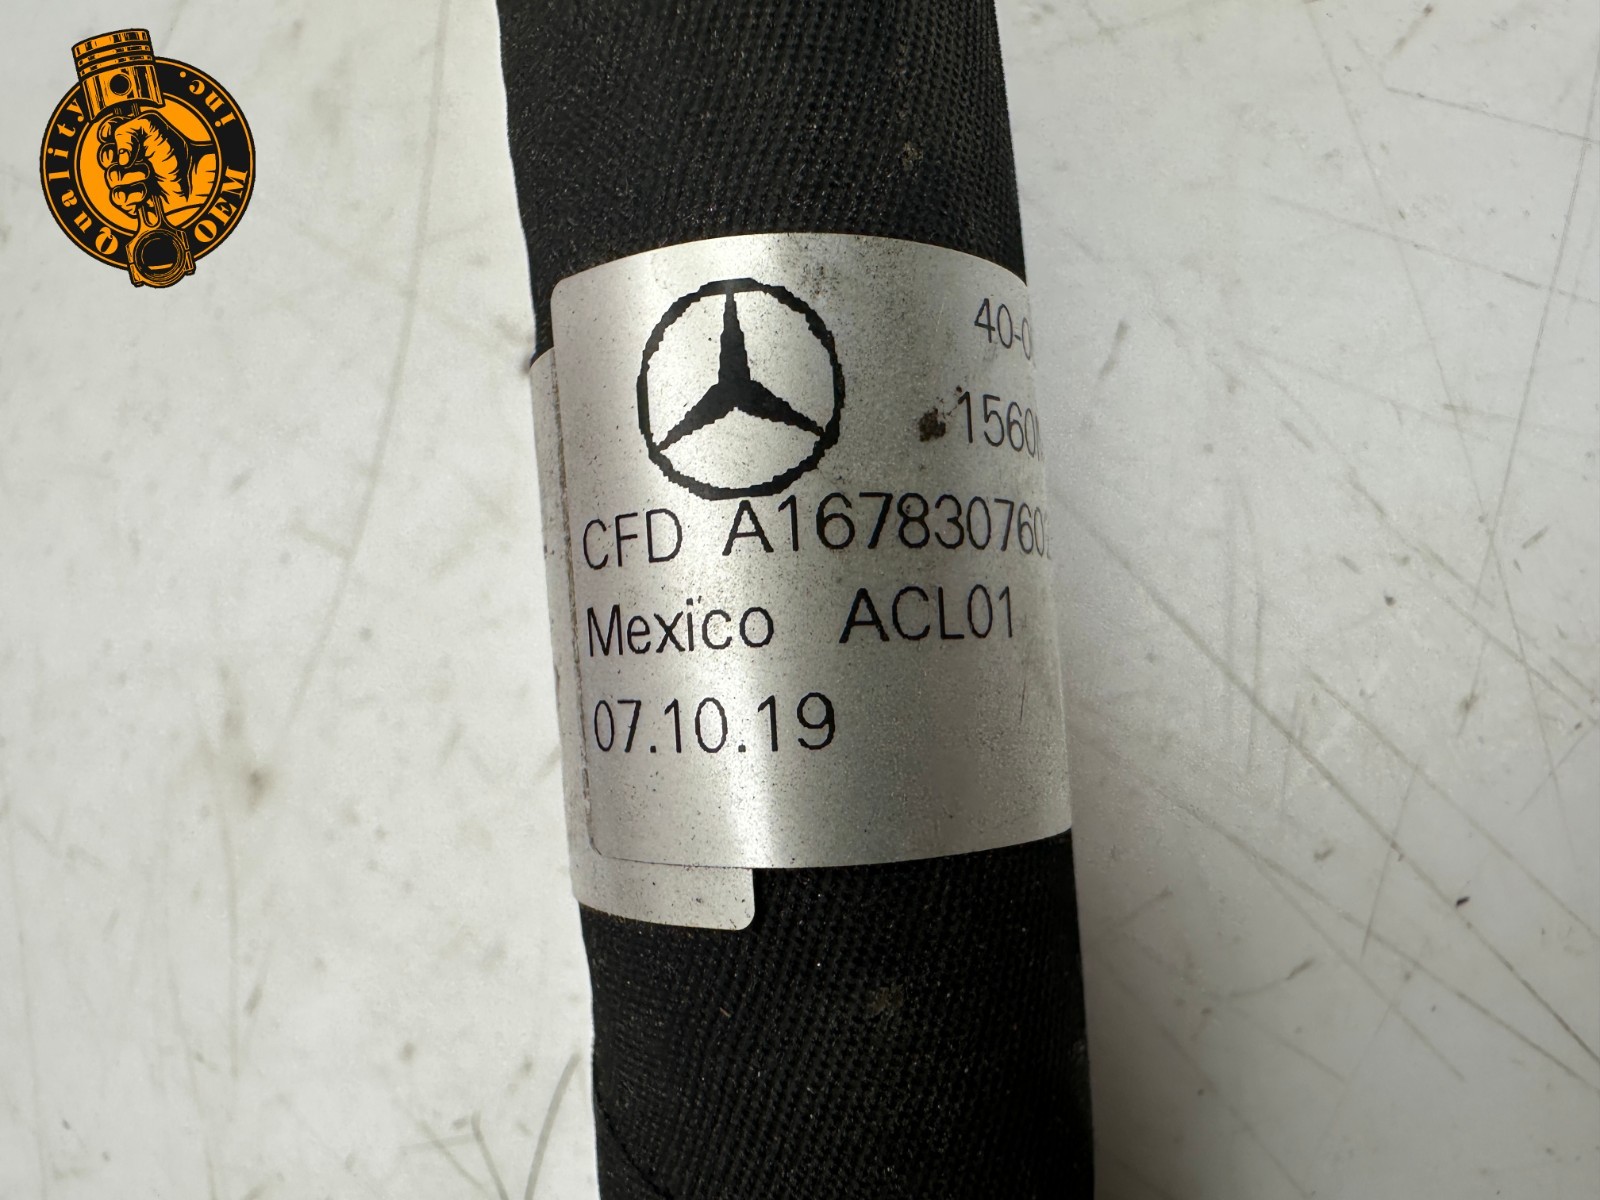 Quality OEM inc.
40-0
1560
CFD A167830760
Mexico ACL01
07.10.19